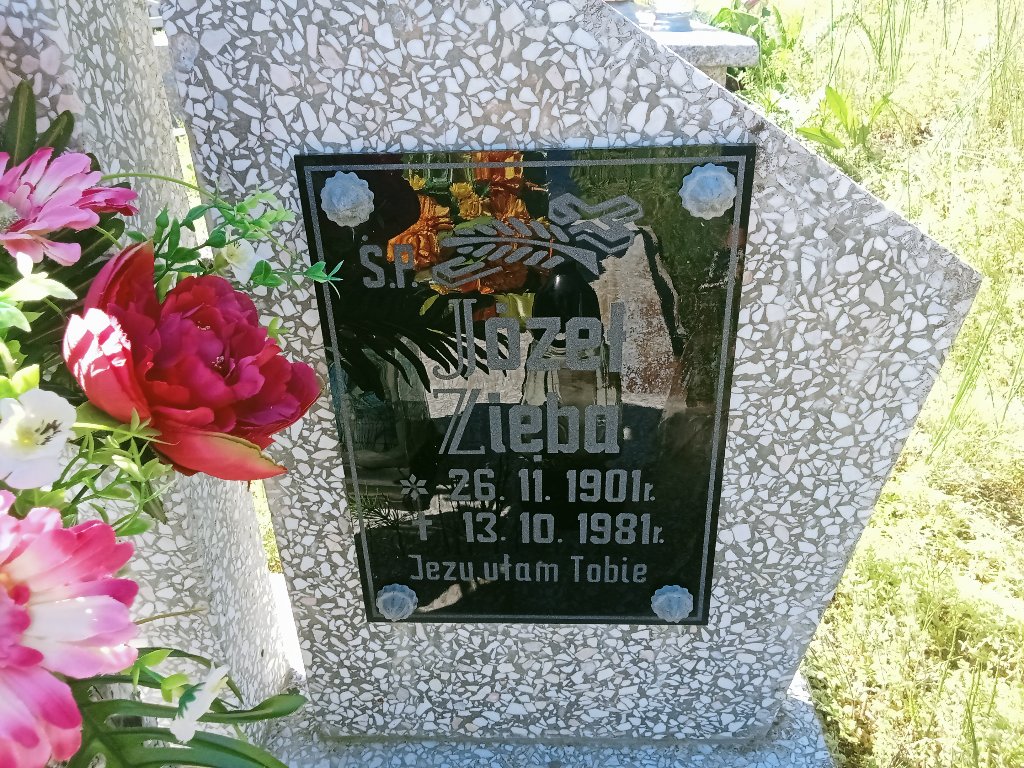 Ś.P.
Józef
Zięba
* 26. 11. 1901r.
+ 13. 10. 1981r.
Jezu ufam Tobie